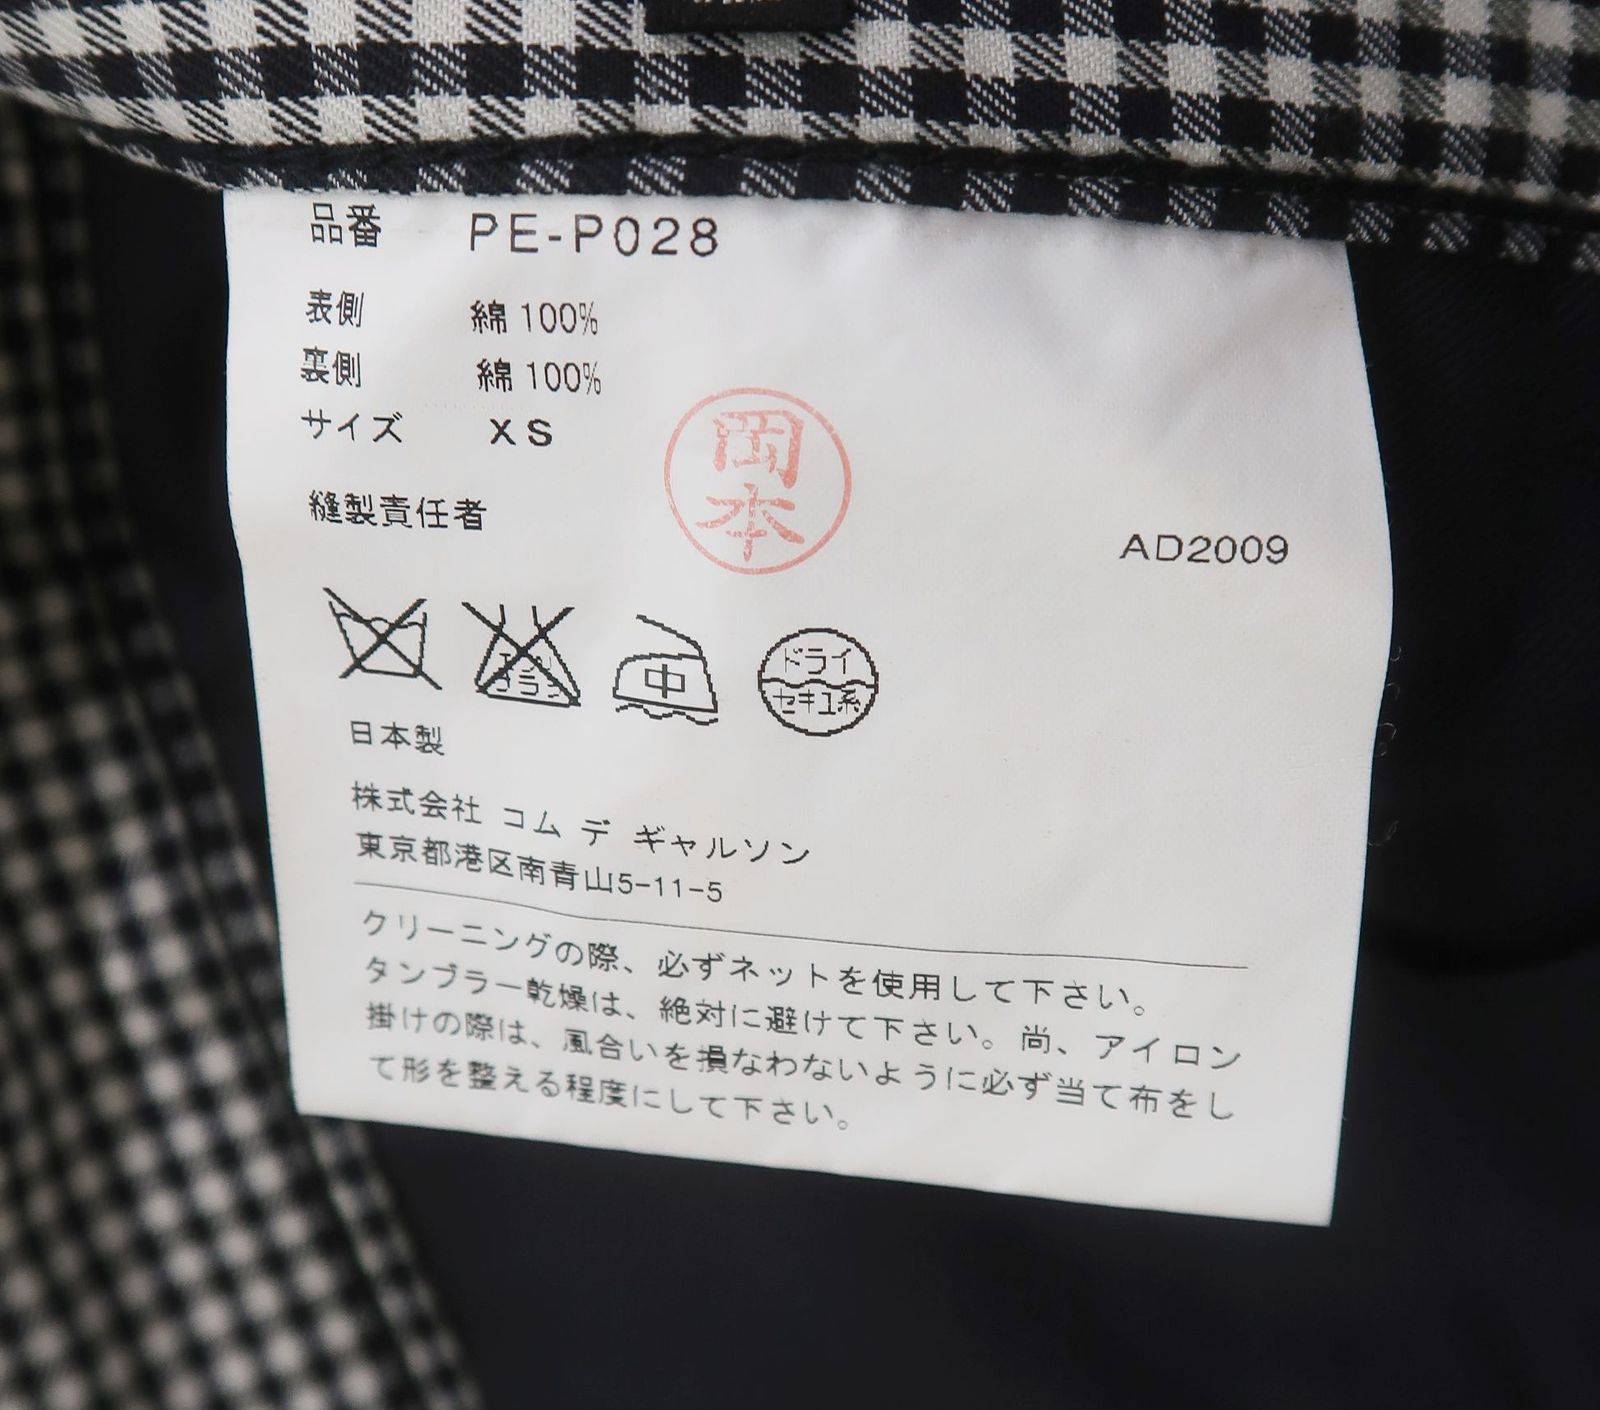 品番 PE-P028
表側 綿 100%
裏側 綿 100%
サイズ XS
岡本
縫製責任者
AD2009
エンソ
サラシ
中
ドライ
セキユ系
日本製
株式会社 コム デ ギャルソン
東京都港区南青山5-11-5
クリーニングの際、必ずネットを使用して下さい。
タンブラー乾燥は、絶対に避けて下さい。尚、アイロン
掛けの際は、風合いを損なわないように必ず当て布をし
て形を整える程度にして下さい。